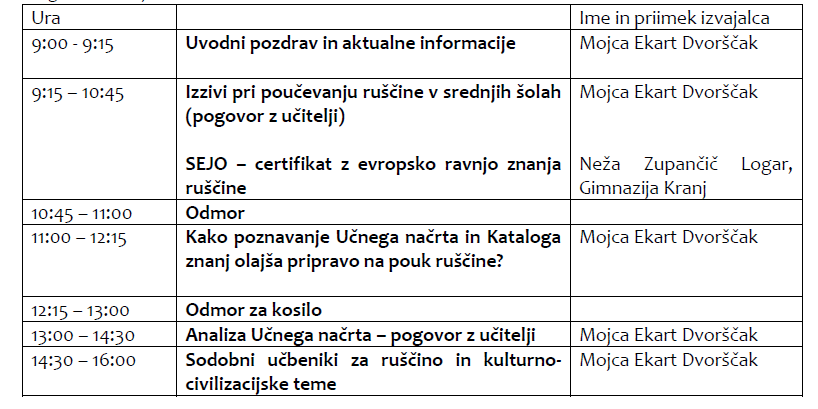 Ura Ime in priimek izvajalca
9:00 - 9:15 Uvodni pozdrav in aktualne informacije Mojca Ekart Dvorščak
9:15 – 10:45 Izzivi pri poučevanju ruščine v srednjih šolah Mojca Ekart Dvorščak
(pogovor z učitelji)
SEJO – certifikat z evropsko ravnjo znanja Neža Zupančič Logar,
ruščine Gimnazija Kranj
10:45 – 11:00 Odmor
11:00 – 12:15 Kako poznavanje Učnega načrta in Kataloga Mojca Ekart Dvorščak
znanj olajša pripravo na pouk ruščine?
12:15 – 13:00 Odmor za kosilo
13:00 – 14:30 Analiza Učnega načrta – pogovor z učitelji Mojca Ekart Dvorščak
14:30 – 16:00 Sodobni učbeniki za ruščino in kulturno- Mojca Ekart Dvorščak
civilizacijske teme